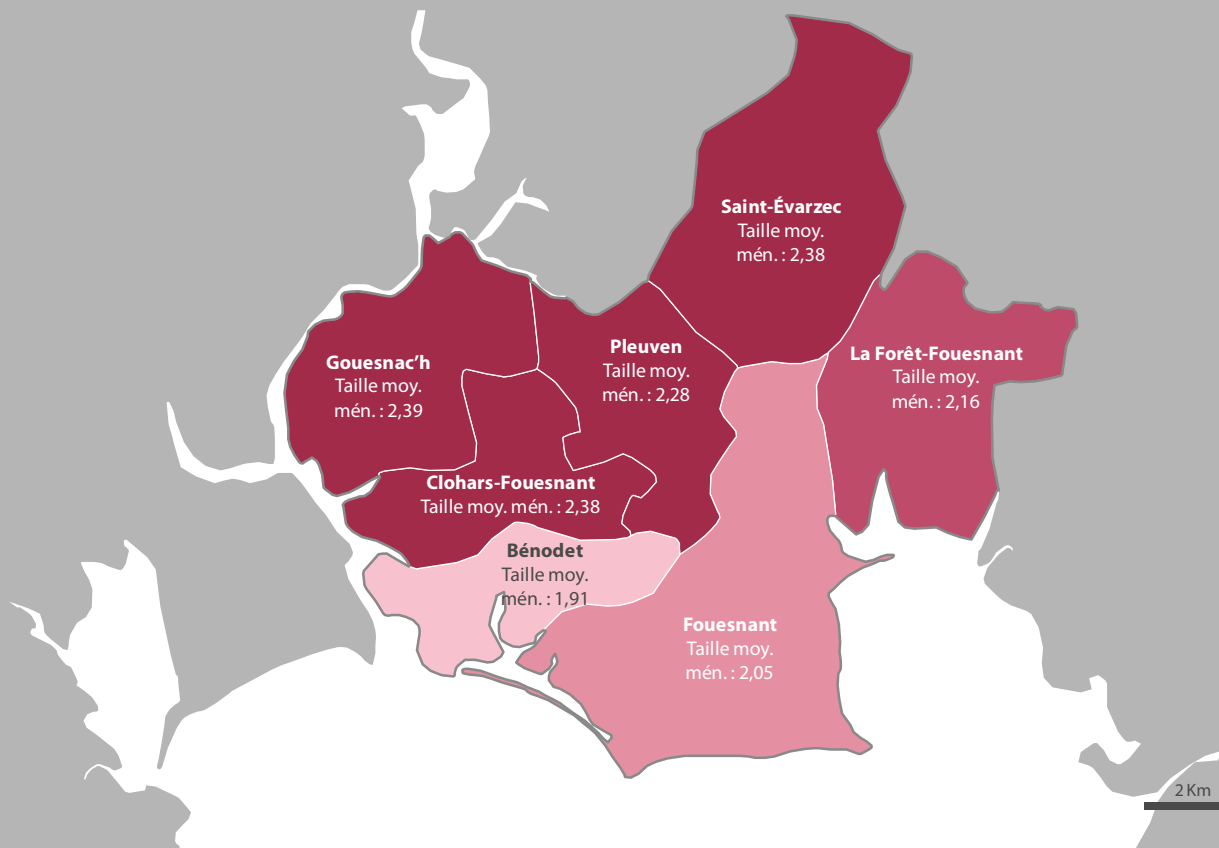 Saint-Évarzec
Taille moy.
mén. : 2,38
Gouesnac’h
Taille moy.
mén. : 2,39
Pleuven
Taille moy.
mén. : 2,28
La Forêt-Fouesnant
Taille moy.
mén. : 2,16
Clohars-Fouesnant
Taille moy. mén. : 2,38
Bénodet
Taille moy.
mén. : 1,91
Fouesnant
Taille moy.
mén. : 2,05
2 Km